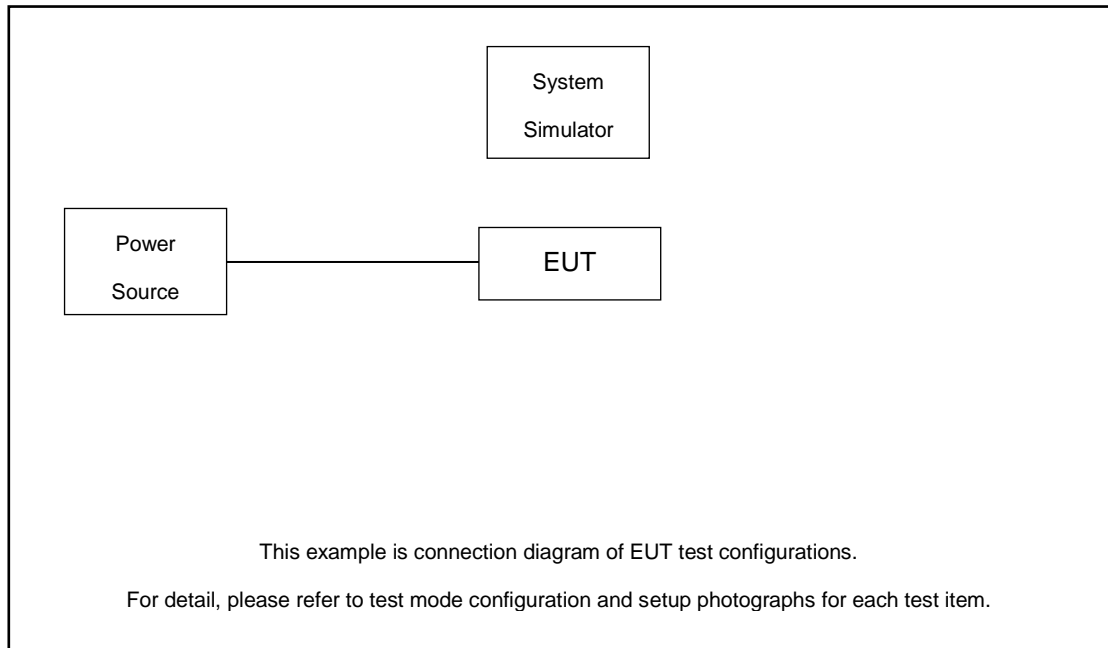 System
Simulator
Power
Source
EUT
This example is connection diagram of EUT test configurations.
For detail, please refer to test mode configuration and setup photographs for each test item.